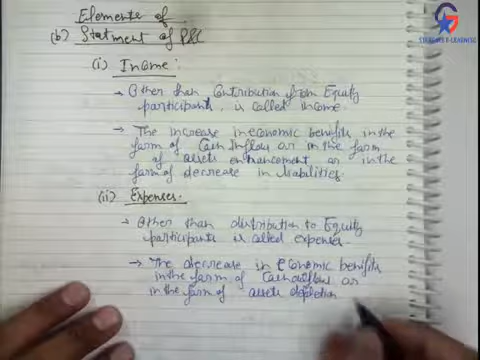 Elements of
(b) Statment of P&L
(i) Income:
→ Other than Contribution from Equity
participants is called income.
→ The increase in economic benefits in the
form of Cash Inflow or in the form
of assets enhancement or in the
form of decrease in liabilities.
(ii) Expenses.
→ Other than distribution to Equity
participants is called expenses.
→ The decrease in economic benefits
in the form of Cash outflow or
in the form of assets depletion